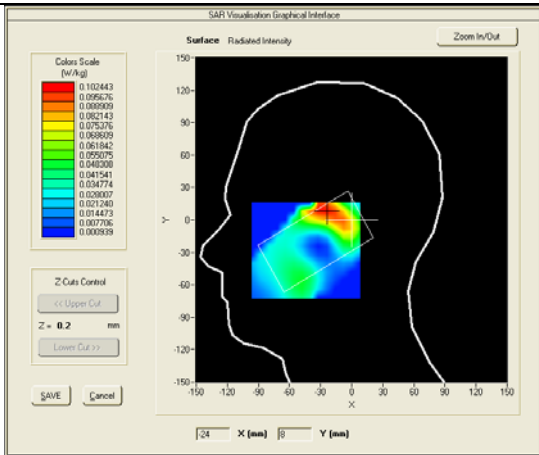 SAR Visualisation Graphical Interface
Surface Radiated Intensity
Zoom In/Out
Colors Scale
(W/kg)
0.102443
0.095676
0.088909
0.082143
0.075376
0.068609
0.061842
0.055075
0.048308
0.041541
0.034774
0.028007
0.021240
0.014473
0.007706
0.000939
Z-Cuts Control
<< Upper Cut
Z = 0.2 mm
Lower Cut >>
SAVE Cancel
150
120
90
60
30
Y 0
-30
-60
-90
-120
-150
-150 -120 -90 -60 -30 0 30 60 90 120 150
X
-24 X (mm) 8 Y (mm)